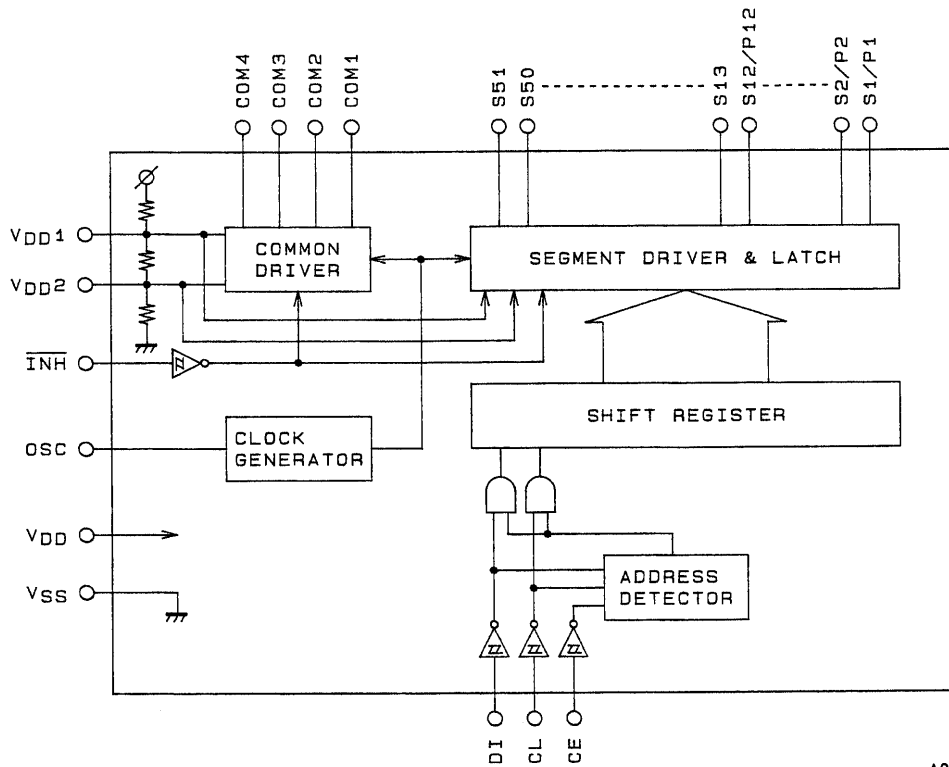 COM4
COM3
COM2
COM1
S51
S50
S13
S12/P12
S2/P2
S1/P1
VDD1
VDD2
COMMON
DRIVER
SEGMENT DRIVER & LATCH
INH
SHIFT REGISTER
OSC
CLOCK
GENERATOR
VDD
VSS
ADDRESS
DETECTOR
DI
CL
CE